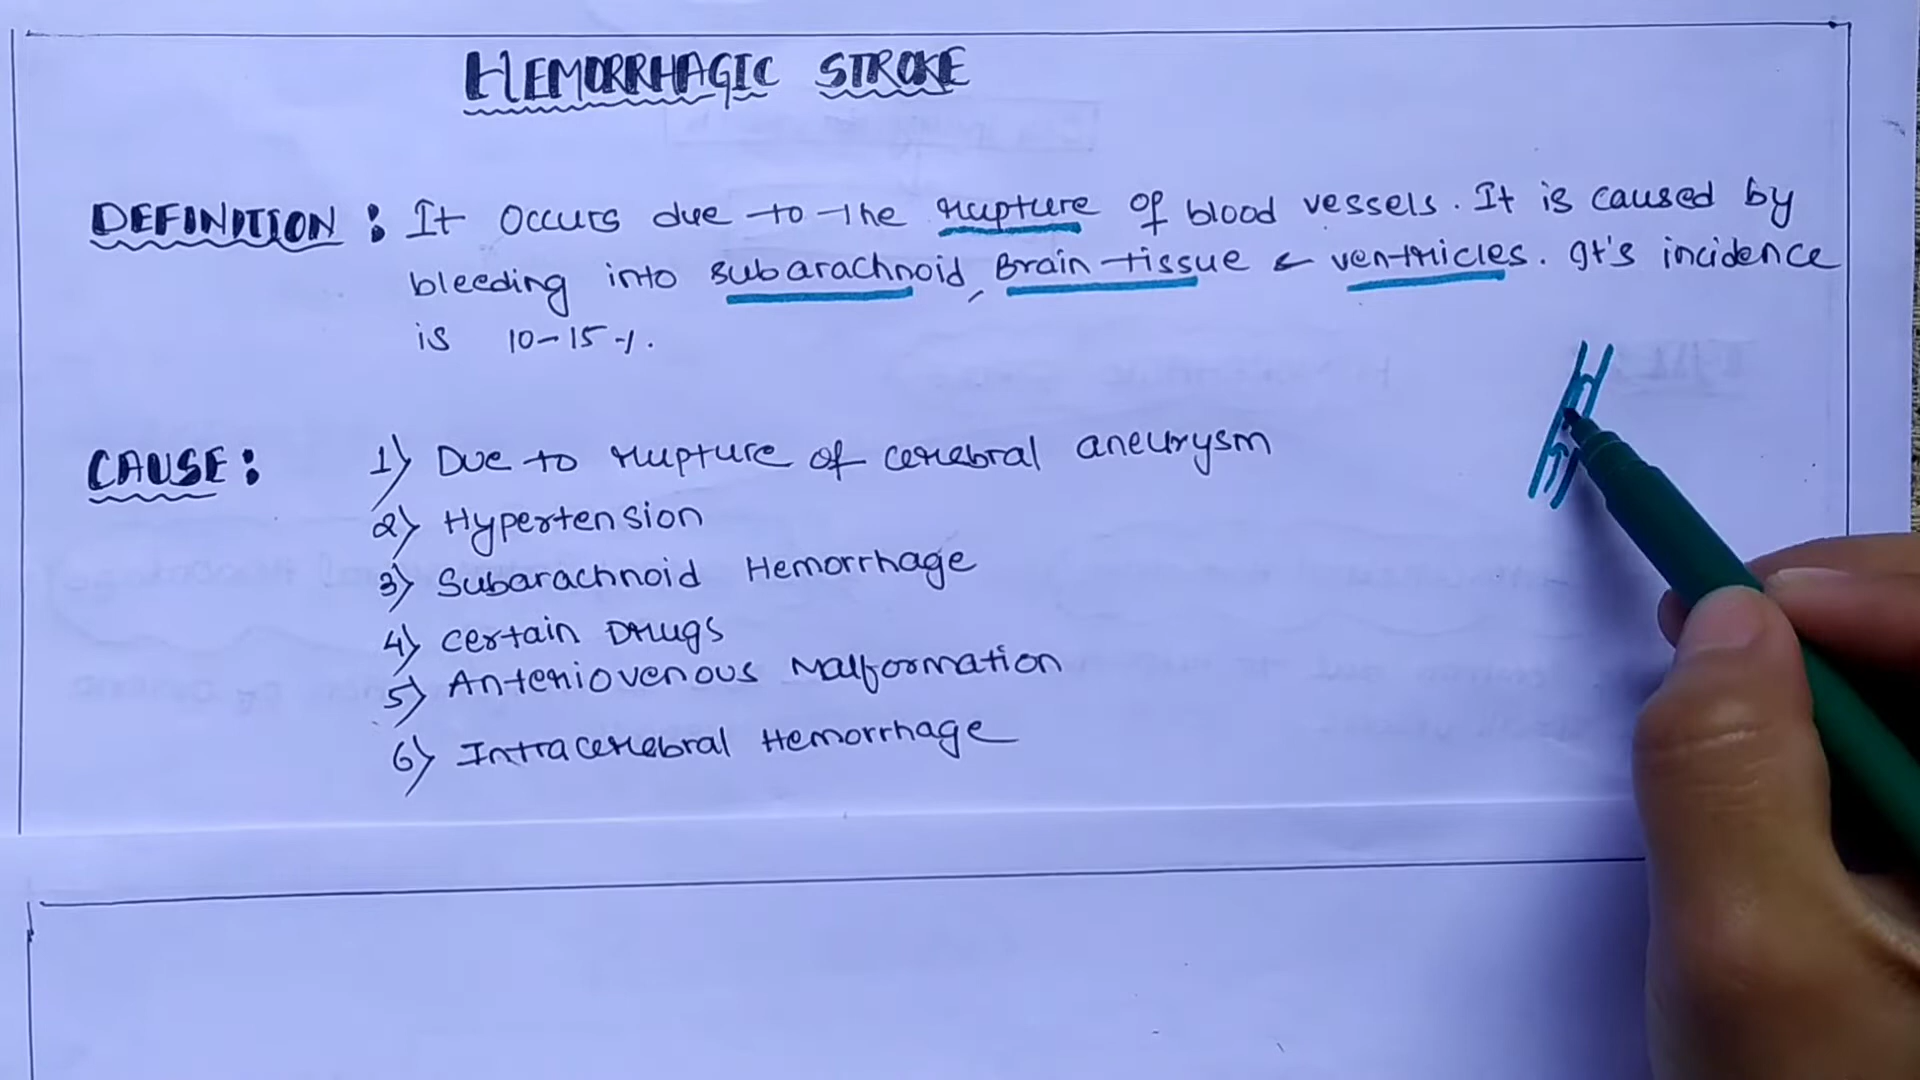 HEMORRHAGIC STROKE
DEFINITION : It occurs due to the rupture of blood vessels. It is caused by
bleeding into subarachnoid, Brain tissue & ventricles. It's incidence
is 10-15 %.
CAUSE : 1) Due to rupture of cerebral aneurysm
2) Hypertension
3) Subarachnoid Hemorrhage
4) certain Drugs
5) Arteriovenous Malformation
6) Intracerebral Hemorrhage